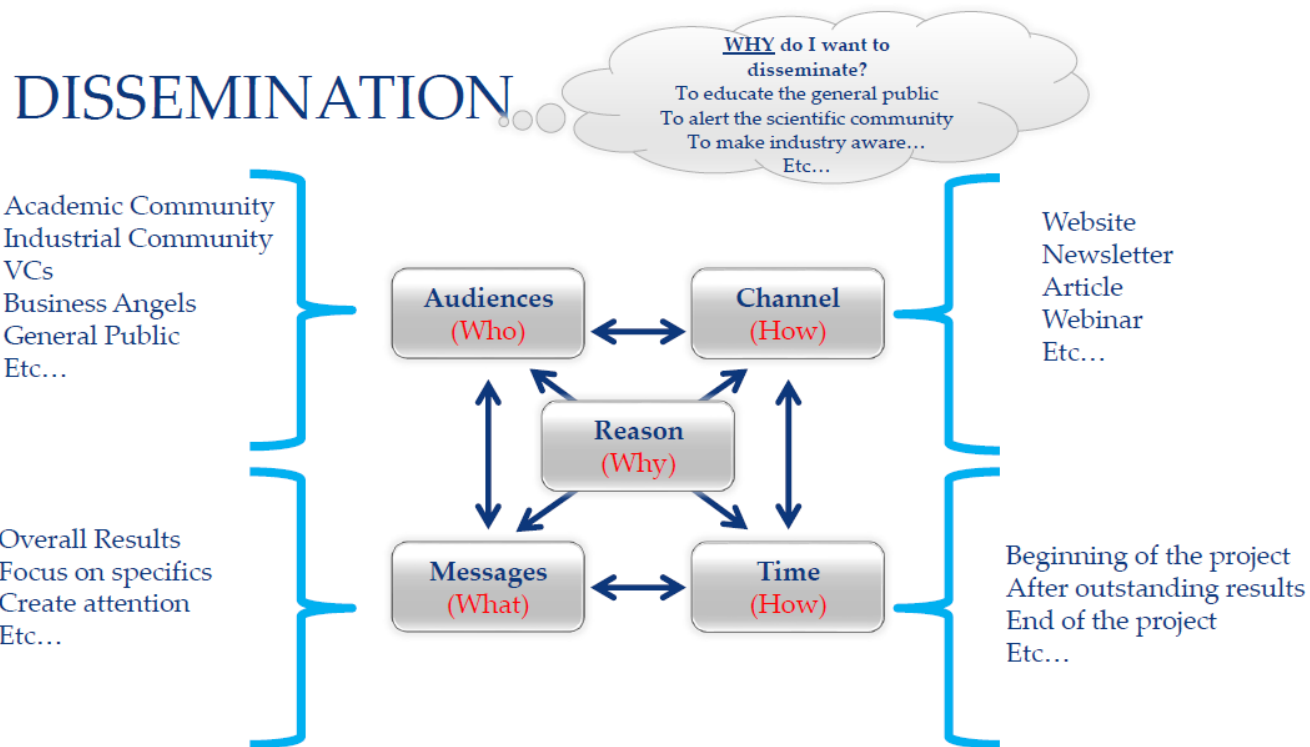 DISSEMINATION
WHY do I want to
disseminate?
To educate the general public
To alert the scientific community
To make industry aware…
Etc…
Academic Community
Industrial Community
VCs
Business Angels
General Public
Etc…
Audiences
(Who)
Channel
(How)
Website
Newsletter
Article
Webinar
Etc…
Reason
(Why)
Overall Results
Focus on specifics
Create attention
Etc…
Messages
(What)
Time
(How)
Beginning of the project
After outstanding results
End of the project
Etc…